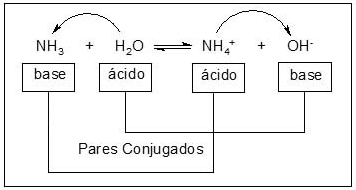 NH₃ + H₂O ⇌ NH₄⁺ + OH⁻
base ácido ácido base
Pares Conjugados